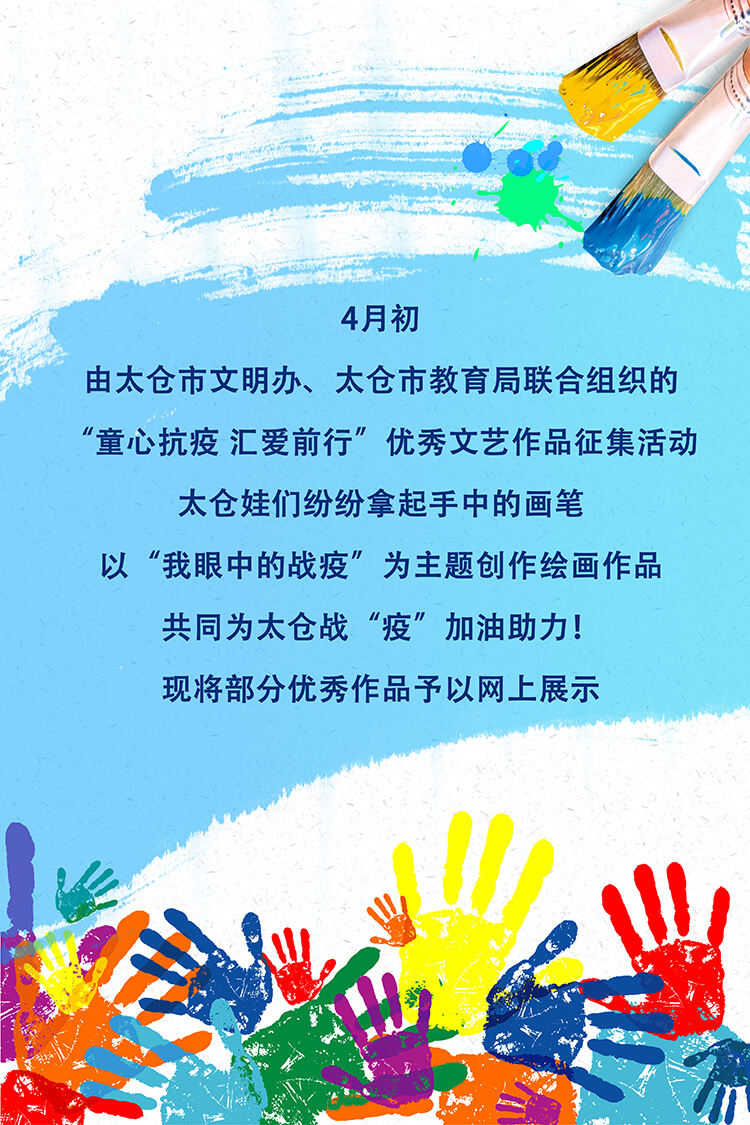 4月初
由太仓市文明办、太仓市教育局联合组织的
“童心抗疫 汇爱前行”优秀文艺作品征集活动
太仓娃们纷纷拿起手中的画笔
以“我眼中的战疫”为主题创作绘画作品
共同为太仓战“疫”加油助力！
现将部分优秀作品予以网上展示